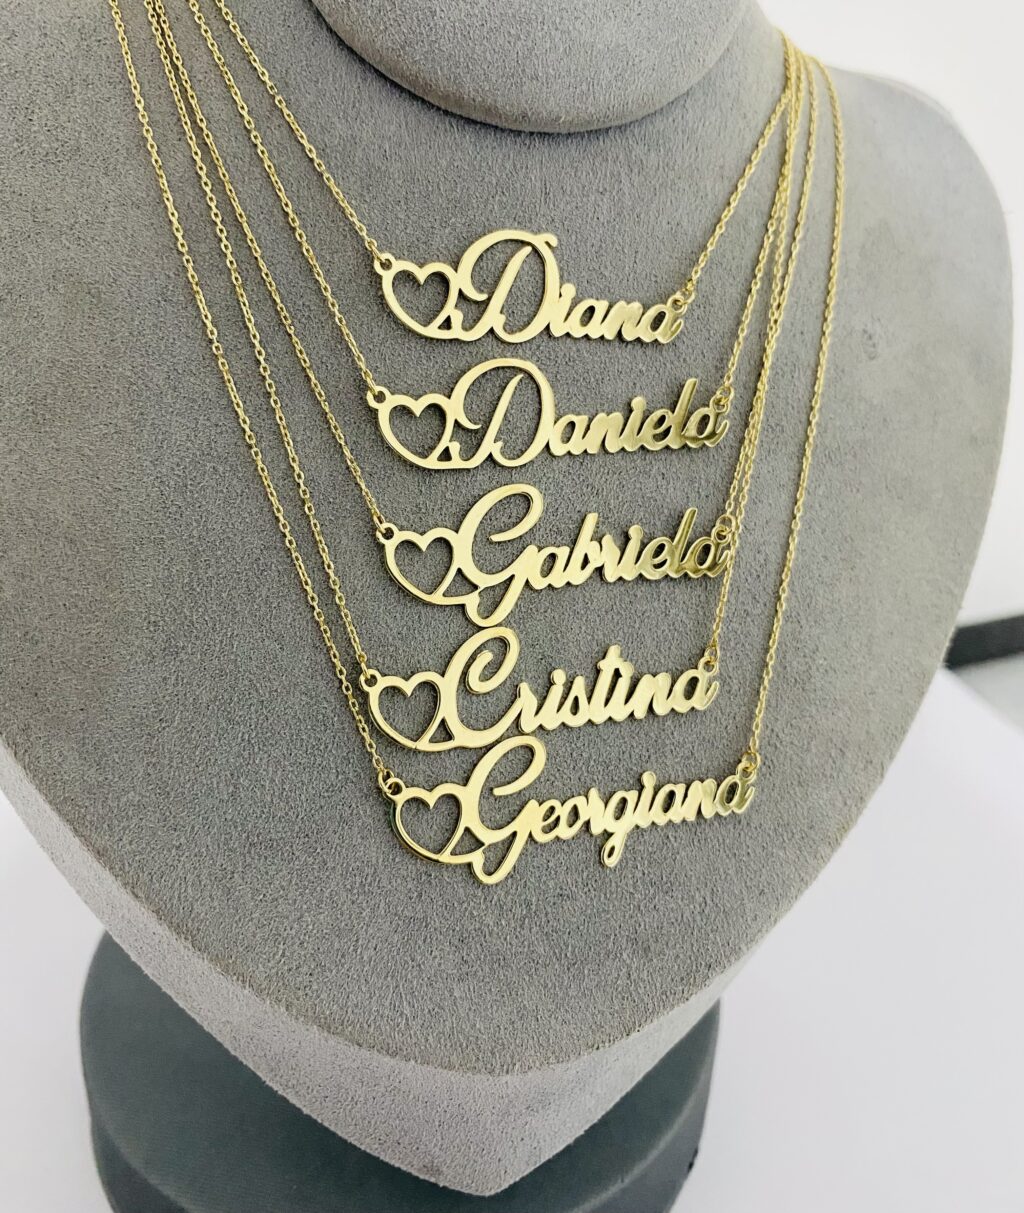 Diana
Daniela
Gabriela
Cristina
Georgiana